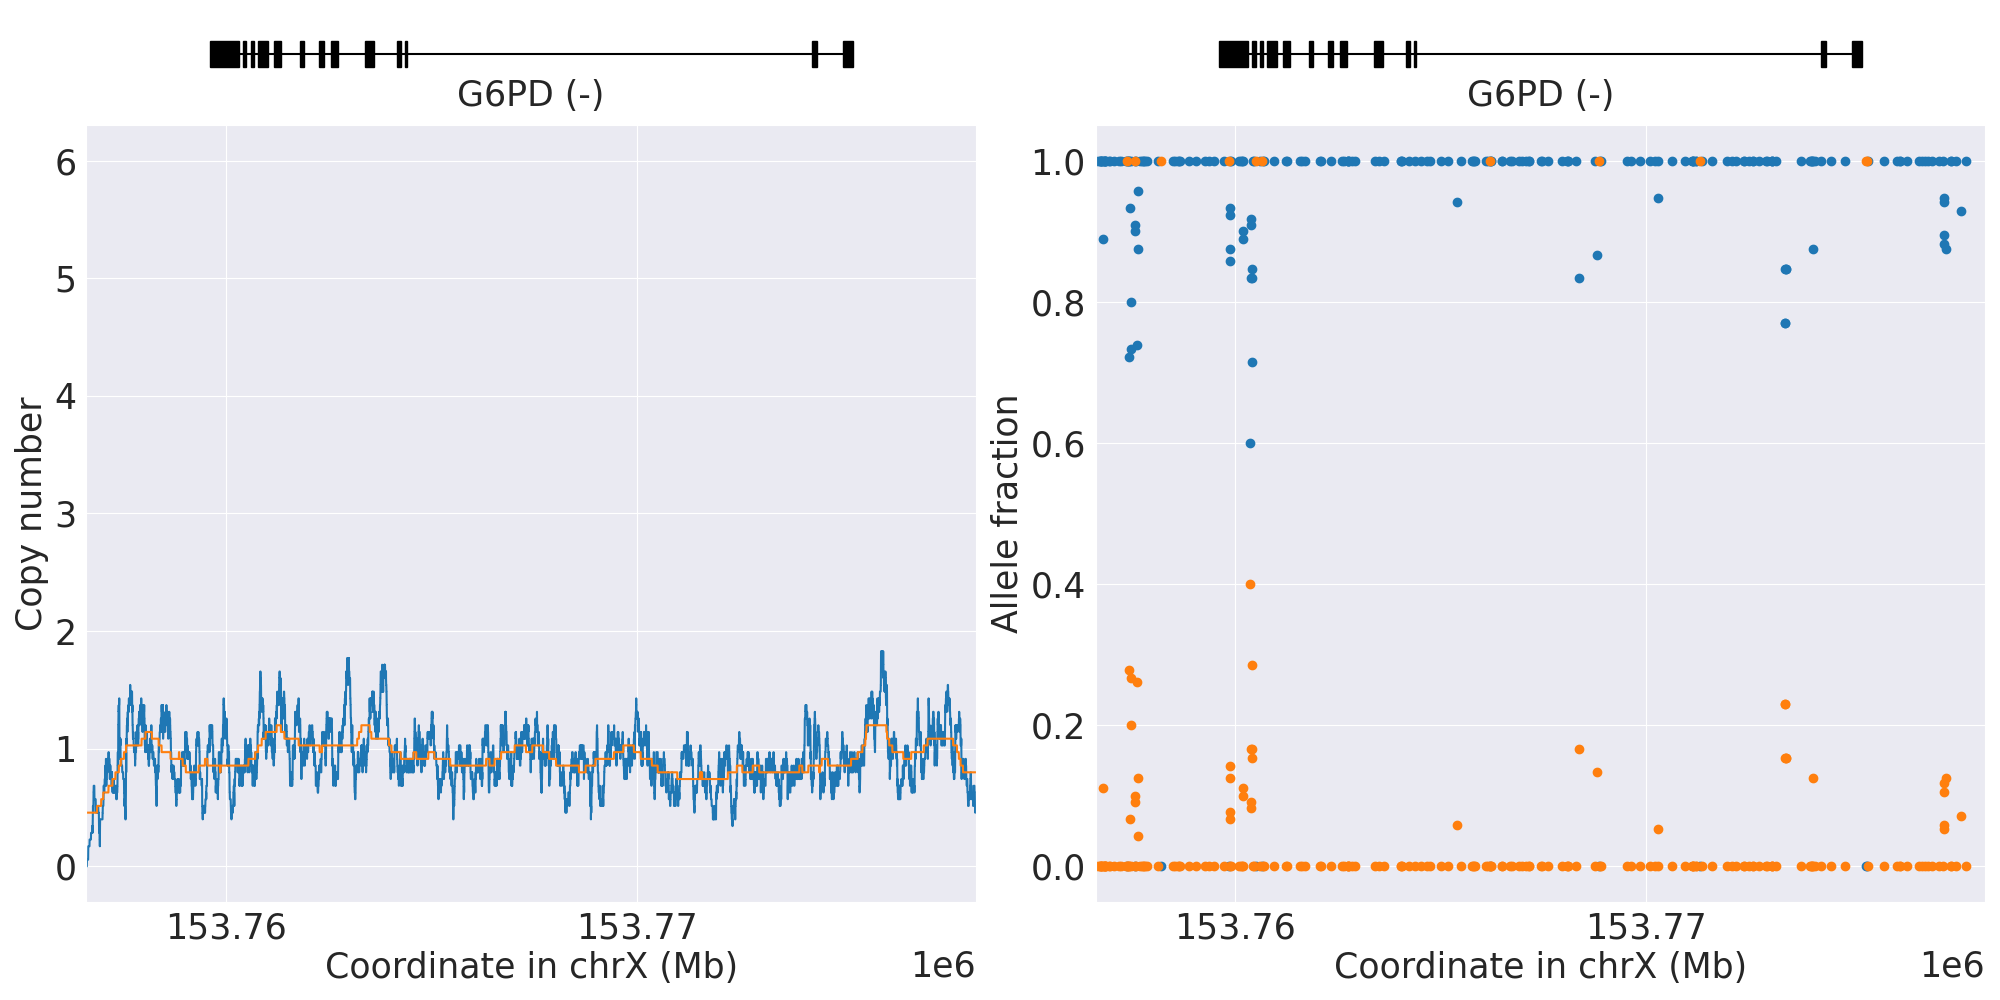 G6PD (-)
6
5
4
3
2
1
0
Copy number
153.76
153.77
Coordinate in chrX (Mb)
1e6
G6PD (-)
1.0
0.8
0.6
0.4
0.2
0.0
Allele fraction
153.76
153.77
Coordinate in chrX (Mb)
1e6